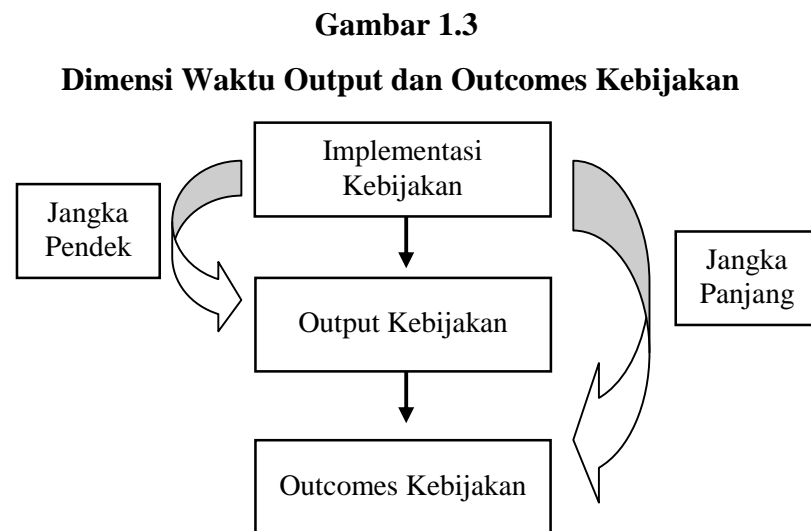 Gambar 1.3
Dimensi Waktu Output dan Outcomes Kebijakan
Implementasi
Kebijakan
Jangka
Pendek
Jangka
Panjang
Output Kebijakan
Outcomes Kebijakan